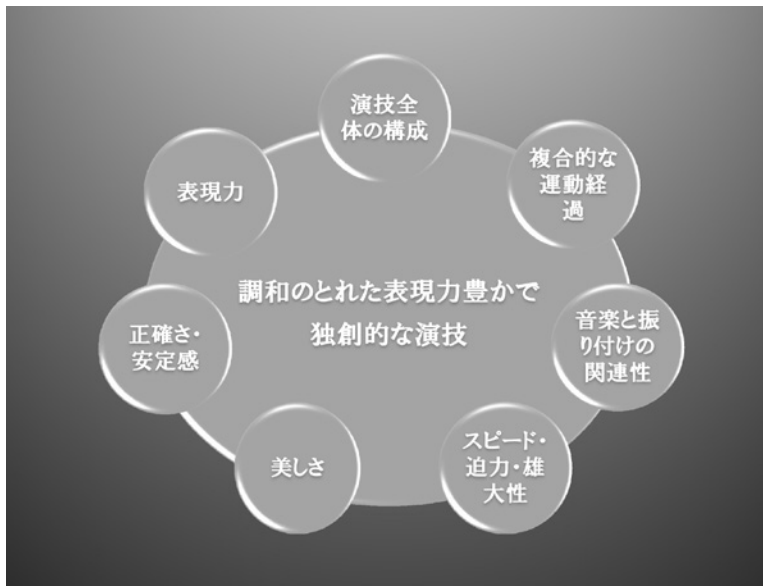 演技全
体の構成
複合的な
運動経
過
音楽と振
り付けの
関連性
スピード・
迫力・雄
大性
美しさ
正確さ・
安定感
表現力
調和のとれた表現力豊かで
独創的な演技